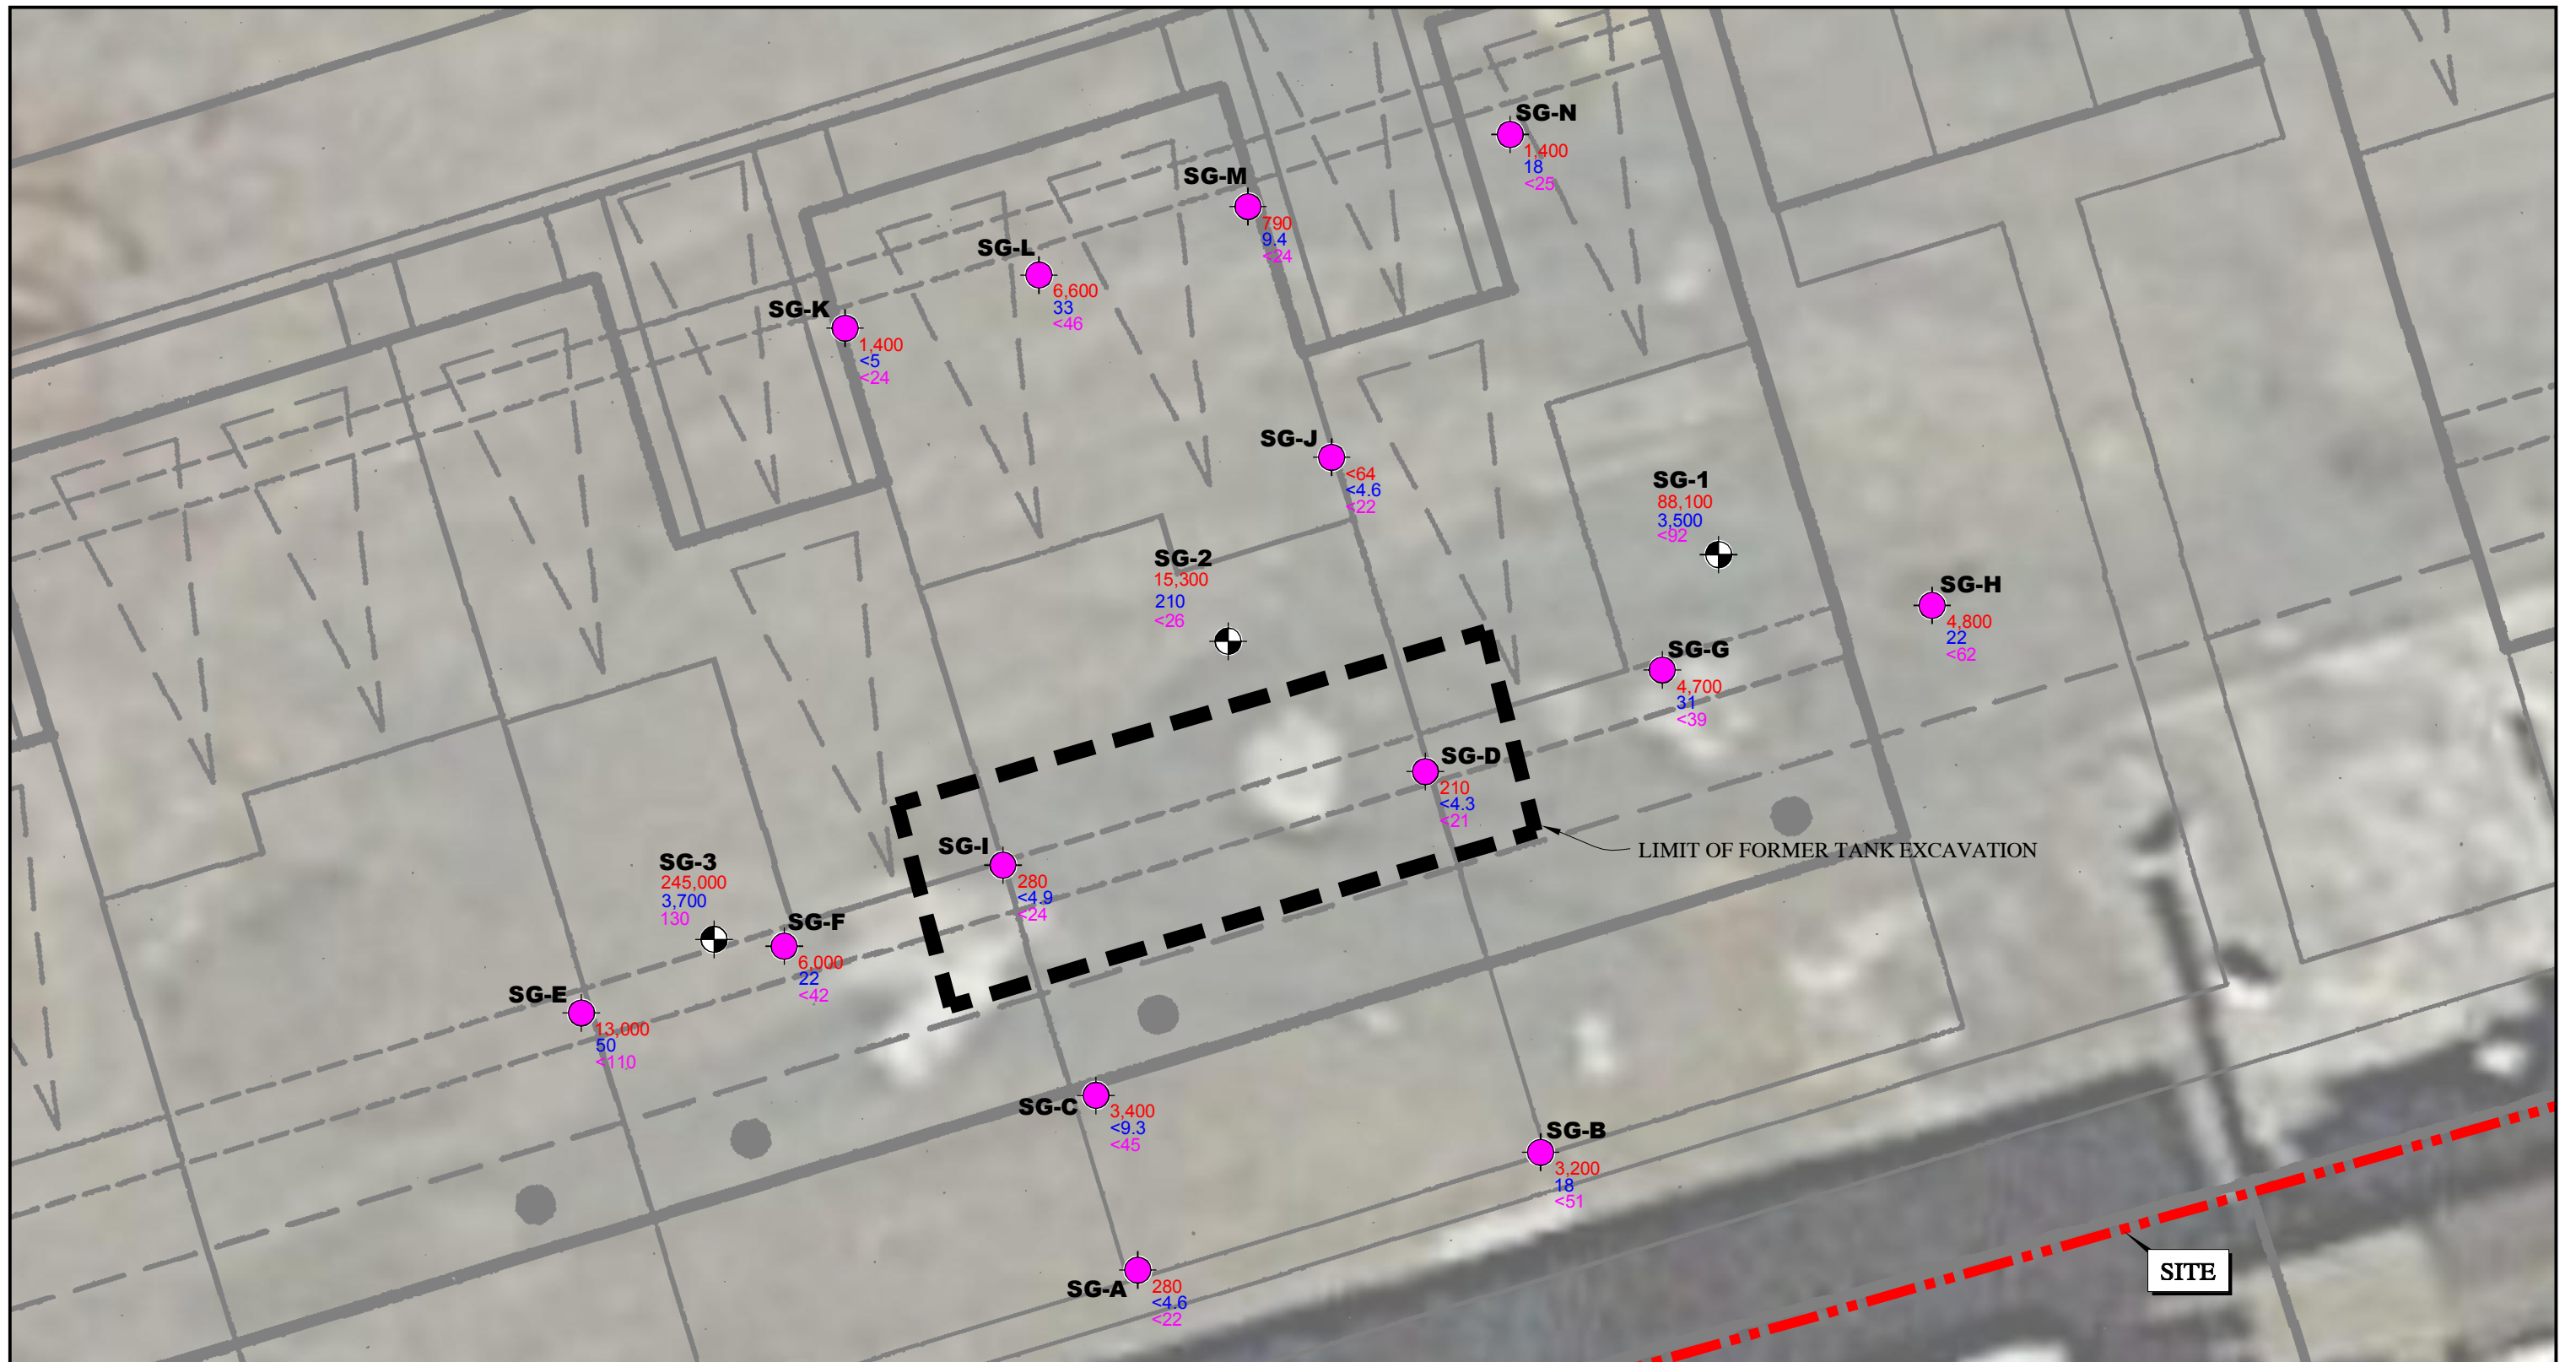 SG-N
1,400
18
<25
SG-M
790
9.4
<24
SG-L
6,600
33
<46
SG-K
1,400
<5
<24
SG-J
<64
<4.6
<22
SG-1
88,100
3,500
<92
SG-2
15,300
210
<26
SG-H
4,800
22
<62
SG-G
4,700
31
<39
SG-D
210
<4.3
<21
LIMIT OF FORMER TANK EXCAVATION
SG-I
280
<4.9
<24
SG-3
245,000
3,700
130
SG-F
6,000
22
<42
SG-E
13,000
50
<110
SG-C
3,400
<9.3
<45
SG-B
3,200
18
<51
SG-A
280
<4.6
<22
SITE